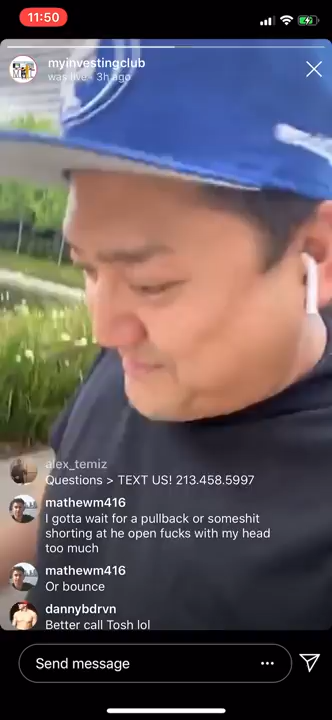 11:50
myinvestingclub
was live · 3h ago
alex_temiz
Questions > TEXT US! 213.458.5997
mathewm416
I gotta wait for a pullback or someshit
shorting at he open fucks with my head
too much
mathewm416
Or bounce
dannybdrvn
Better call Tosh lol
Send message